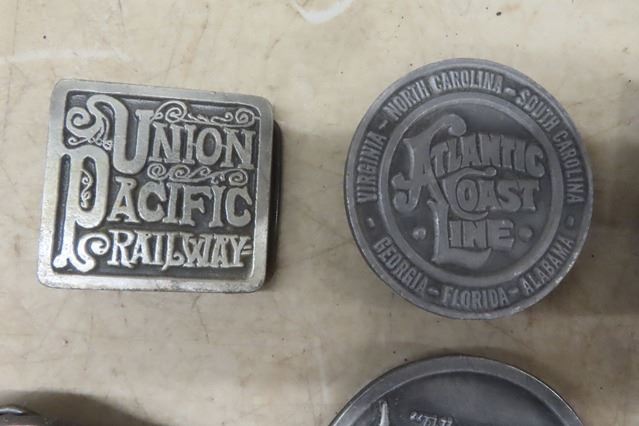 UNION
PACIFIC
RAILWAY
VIRGINIA - NORTH CAROLINA - SOUTH CAROLINA -
ATLANTIC
COAST
LINE
GEORGIA - FLORIDA - ALABAMA -